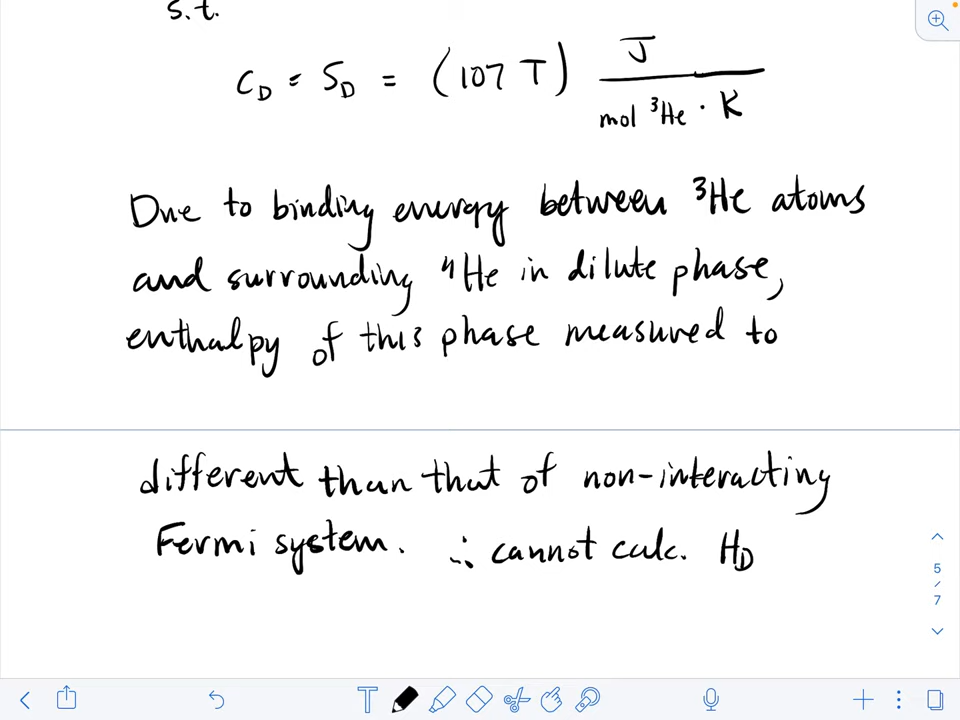 s.t.
C_D = S_D = (107 T) J / mol ³He · K
Due to binding energy between ³He atoms
and surrounding ⁴He in dilute phase,
enthalpy of this phase measured to
different than that of non-interacting
Fermi system. ∴ cannot calc. H_D
5
/
7
T